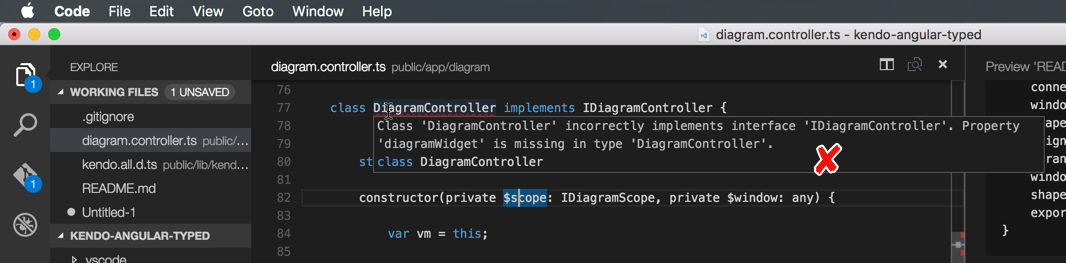 Code File Edit View Goto Window Help
diagram.controller.ts - kendo-angular-typed
EXPLORE
diagram.controller.ts public/app/diagram
Preview 'READ
WORKING FILES 1 UNSAVED
.gitignore
diagram.controller.ts public/...
kendo.all.d.ts public/lib/kend...
README.md
Untitled-1
KENDO-ANGULAR-TYPED
.vscode
1
1
76
77 class DiagramController implements IDiagramController {
78 Class 'DiagramController' incorrectly implements interface 'IDiagramController'. Property
79 'diagramWidget' is missing in type 'DiagramController'.
80 st class DiagramController
81
82 constructor(private $scope: IDiagramScope, private $window: any) {
83
84 var vm = this;
85
conne
windo
windo
shape
expor
}